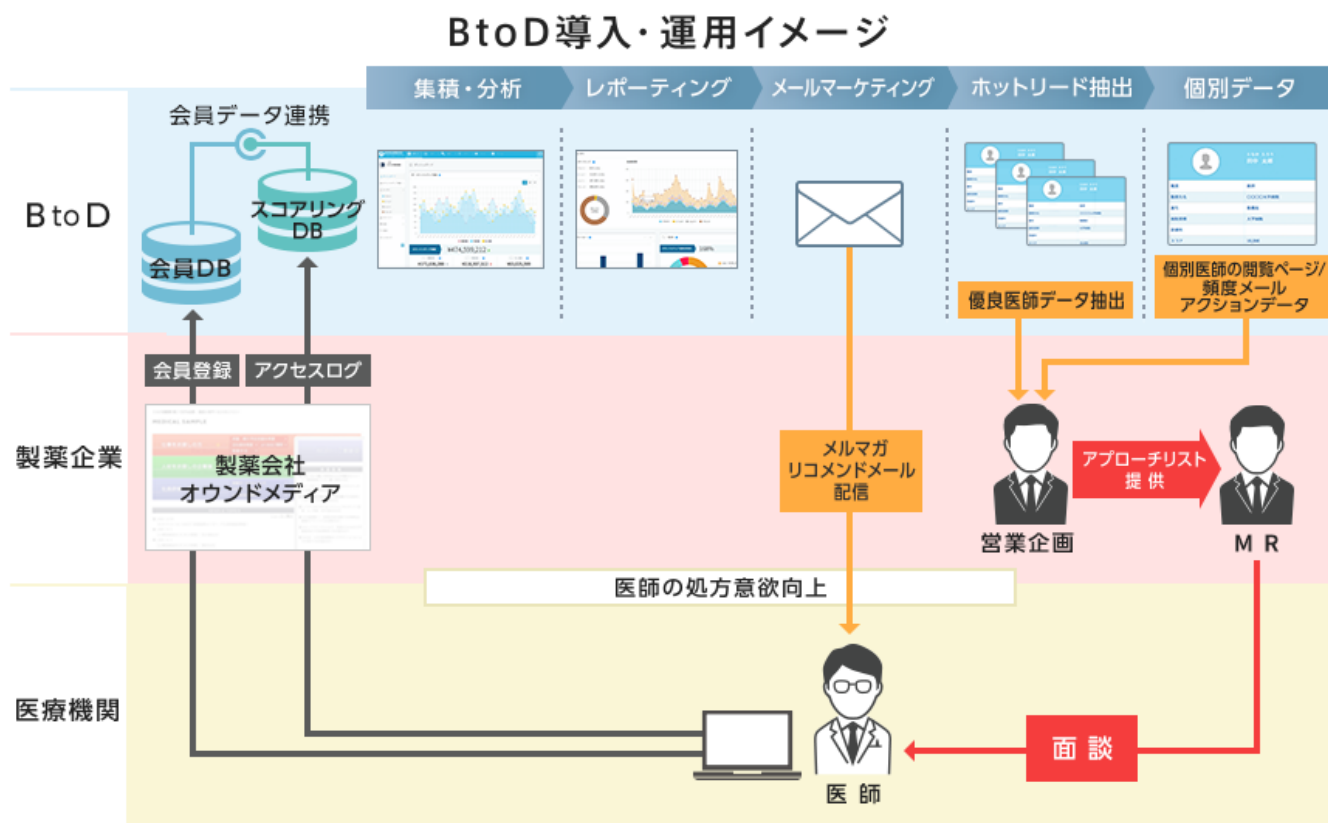 BtoD導入・運用イメージ
集積・分析
レポーティング
メールマーケティング
ホットリード抽出
個別データ
BtoD
会員データ連携
スコアリング
DB
会員DB
優良医師データ抽出
個別医師の閲覧ページ/
頻度メール
アクションデータ
製薬企業
会員登録
アクセスログ
製薬会社
オウンドメディア
メルマガ
リコメンドメール
配信
アプローチリスト
提供
営業企画
MR
医師の処方意欲向上
医療機関
面談
医師